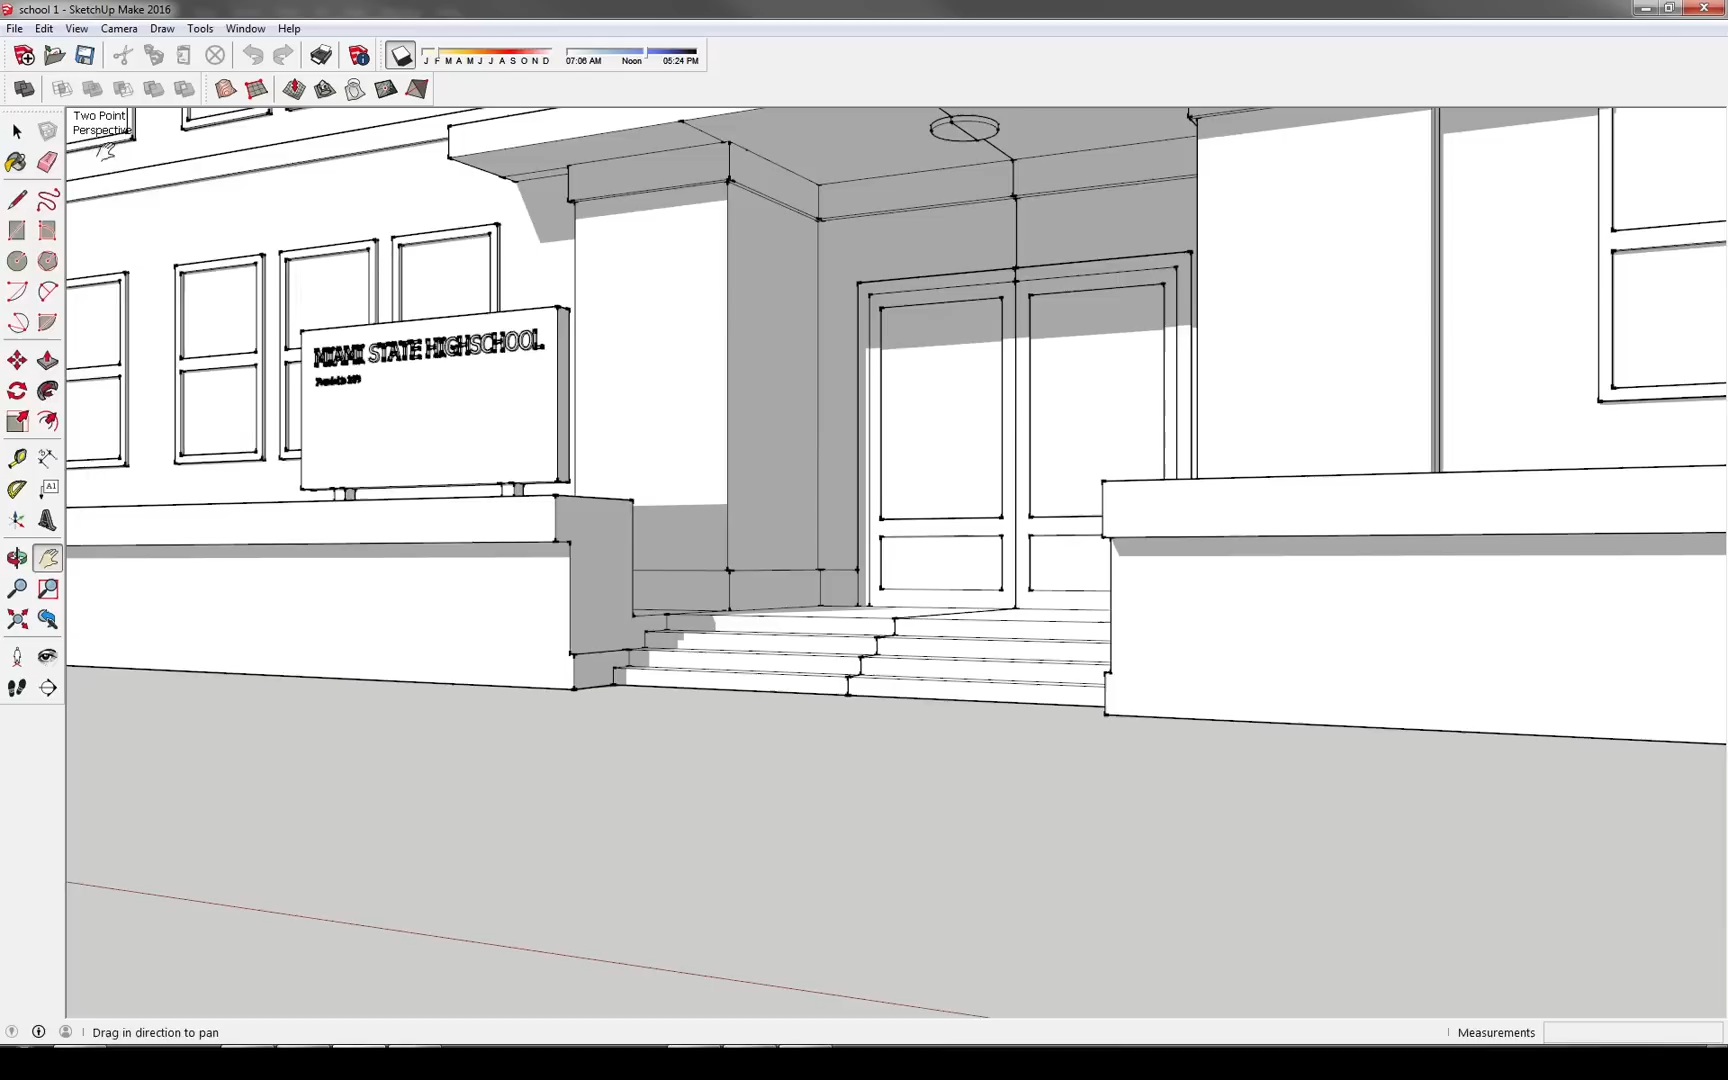 school 1 - SketchUp Make 2016
File Edit View Camera Draw Tools Window Help
J F M A M J J A S O N D 07:06 AM Noon 05:24 PM
Two Point
Perspective
MIAMI STATE HIGHSCHOOL
A1
Drag in direction to pan
Measurements